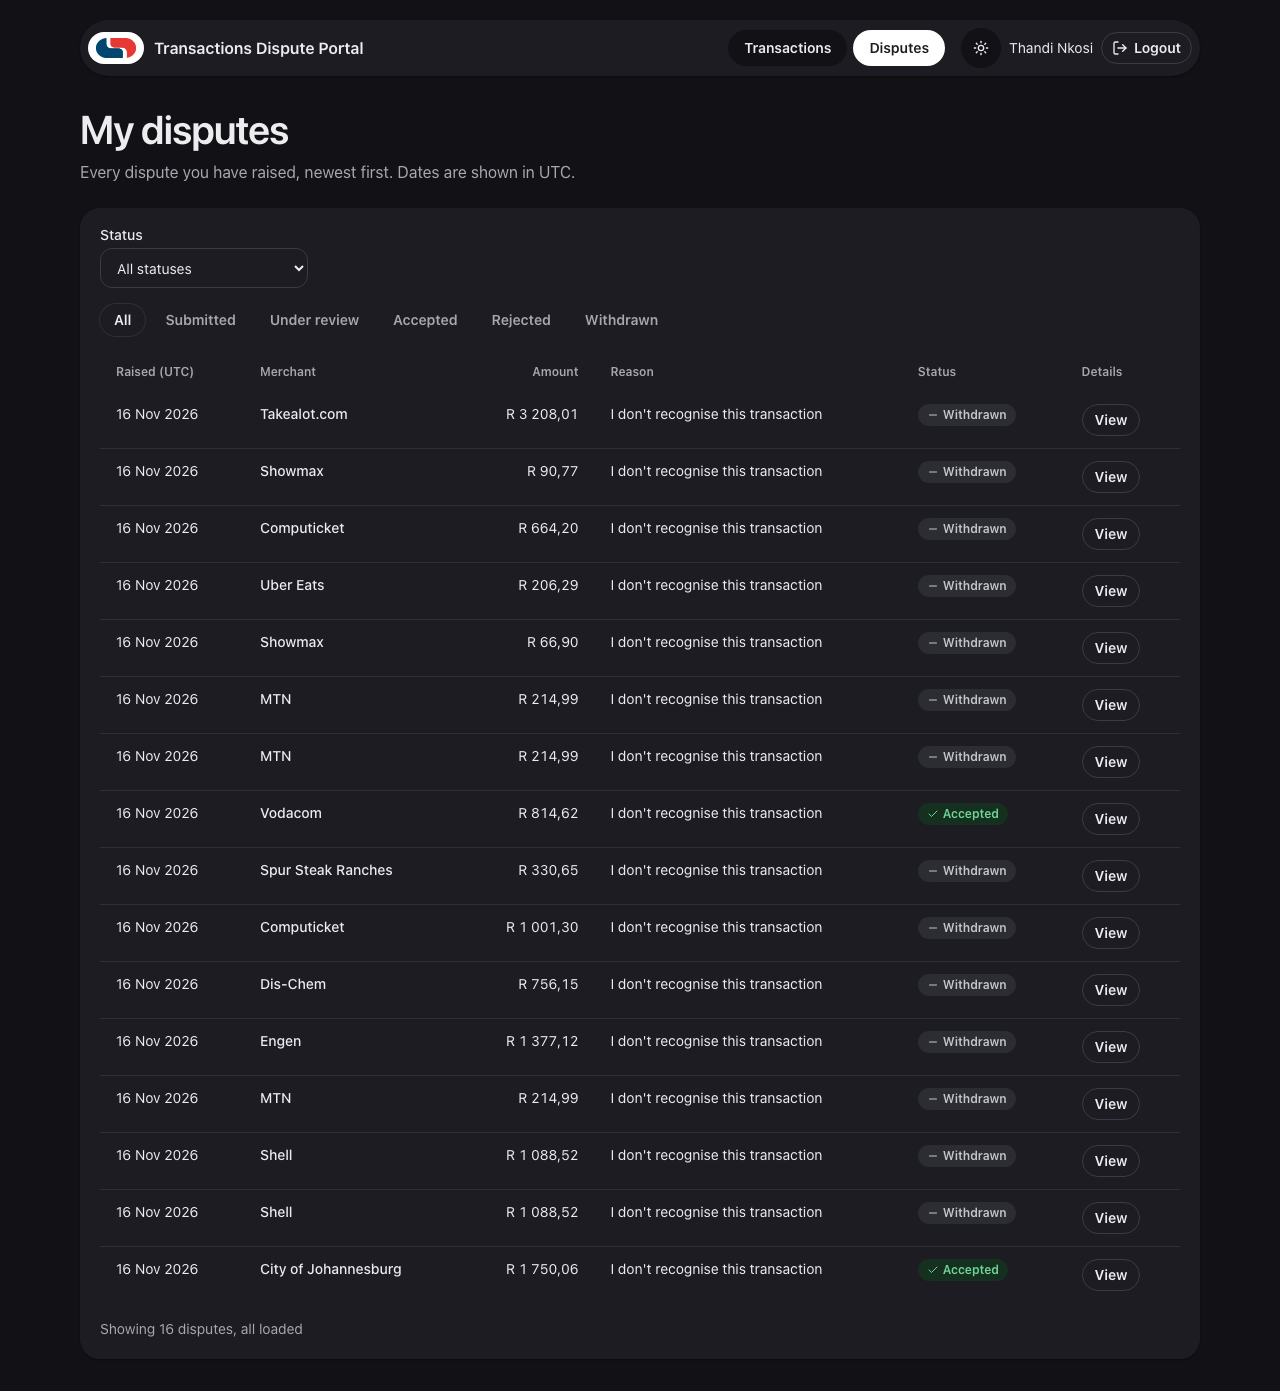 Transactions Dispute Portal
Transactions
Disputes
Thandi Nkosi
Logout
My disputes
Every dispute you have raised, newest first. Dates are shown in UTC.
Status
All statuses
All Submitted Under review Accepted Rejected Withdrawn
Raised (UTC) Merchant Amount Reason Status Details
16 Nov 2026 Takealot.com R 3 208,01 I don't recognise this transaction Withdrawn View
16 Nov 2026 Showmax R 90,77 I don't recognise this transaction Withdrawn View
16 Nov 2026 Computicket R 664,20 I don't recognise this transaction Withdrawn View
16 Nov 2026 Uber Eats R 206,29 I don't recognise this transaction Withdrawn View
16 Nov 2026 Showmax R 66,90 I don't recognise this transaction Withdrawn View
16 Nov 2026 MTN R 214,99 I don't recognise this transaction Withdrawn View
16 Nov 2026 MTN R 214,99 I don't recognise this transaction Withdrawn View
16 Nov 2026 Vodacom R 814,62 I don't recognise this transaction Accepted View
16 Nov 2026 Spur Steak Ranches R 330,65 I don't recognise this transaction Withdrawn View
16 Nov 2026 Computicket R 1 001,30 I don't recognise this transaction Withdrawn View
16 Nov 2026 Dis-Chem R 756,15 I don't recognise this transaction Withdrawn View
16 Nov 2026 Engen R 1 377,12 I don't recognise this transaction Withdrawn View
16 Nov 2026 MTN R 214,99 I don't recognise this transaction Withdrawn View
16 Nov 2026 Shell R 1 088,52 I don't recognise this transaction Withdrawn View
16 Nov 2026 Shell R 1 088,52 I don't recognise this transaction Withdrawn View
16 Nov 2026 City of Johannesburg R 1 750,06 I don't recognise this transaction Accepted View
Showing 16 disputes, all loaded